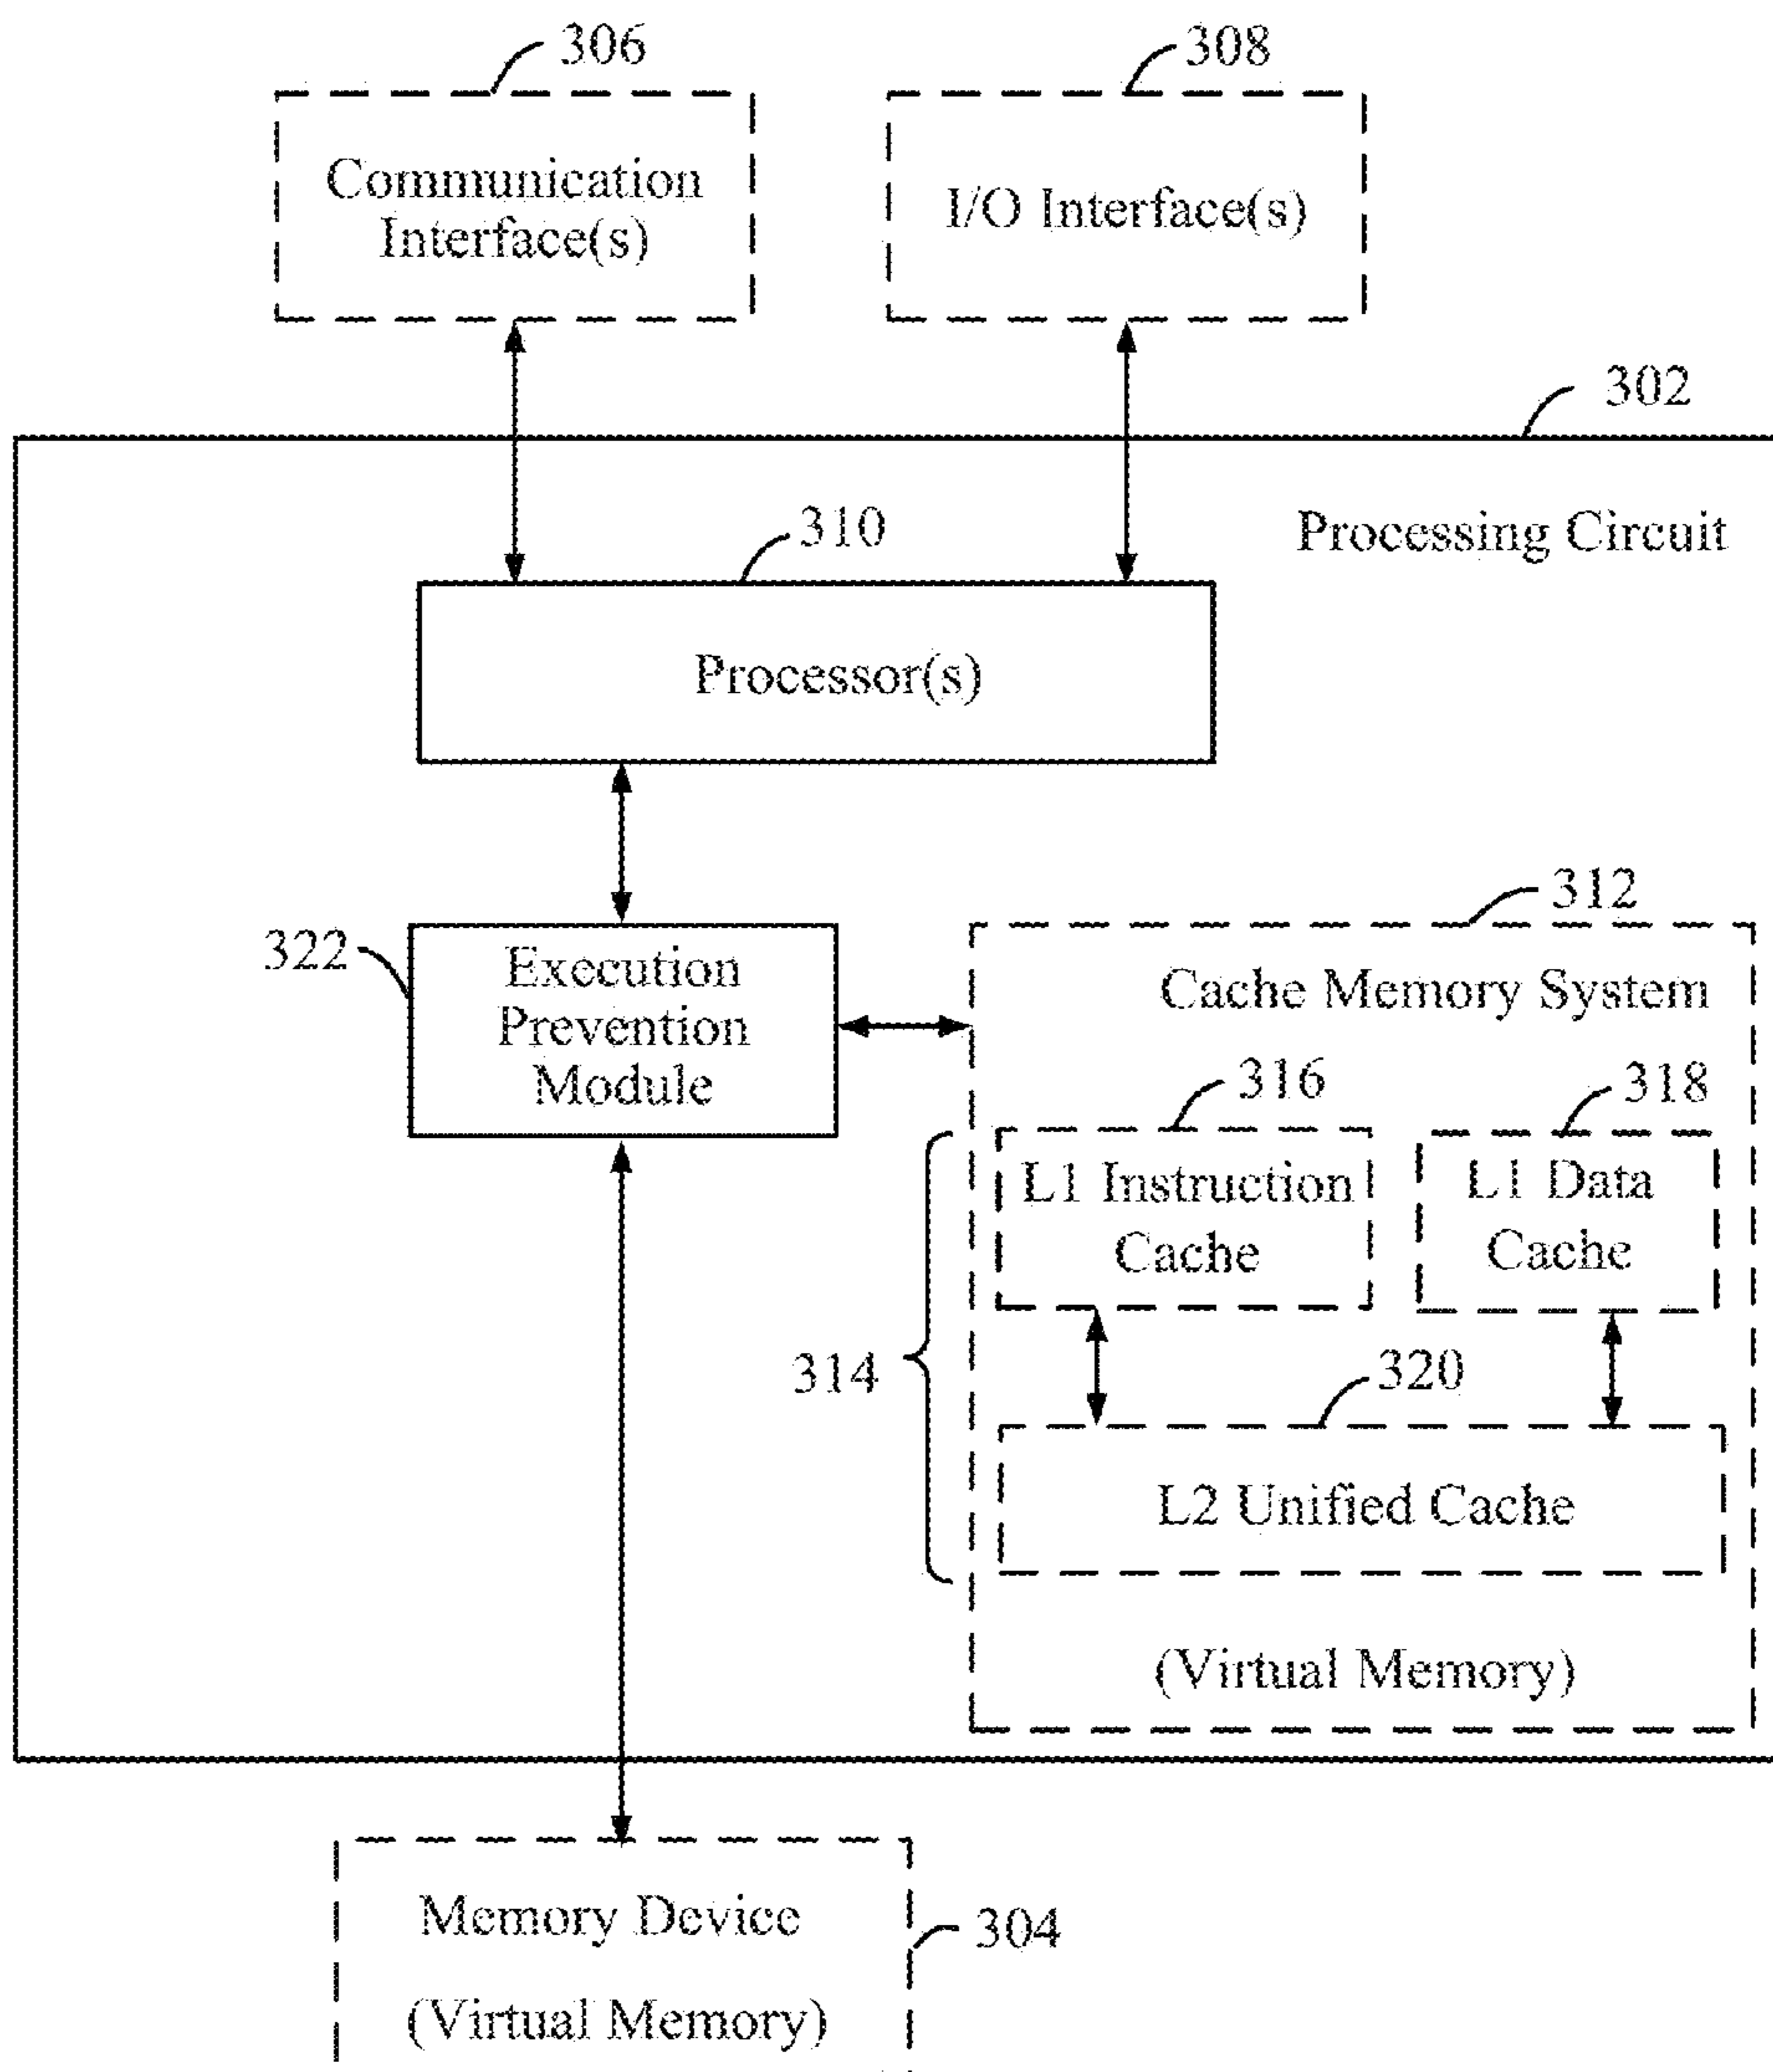 306
308
Communication
Interface(s)
I/O Interface(s)
302
Processing Circuit
310
Processor(s)
312
322
Execution
Prevention
Module
Cache Memory System
316
318
L1 Instruction
Cache
L1 Data
Cache
314
320
L2 Unified Cache
(Virtual Memory)
Memory Device
304
(Virtual Memory)